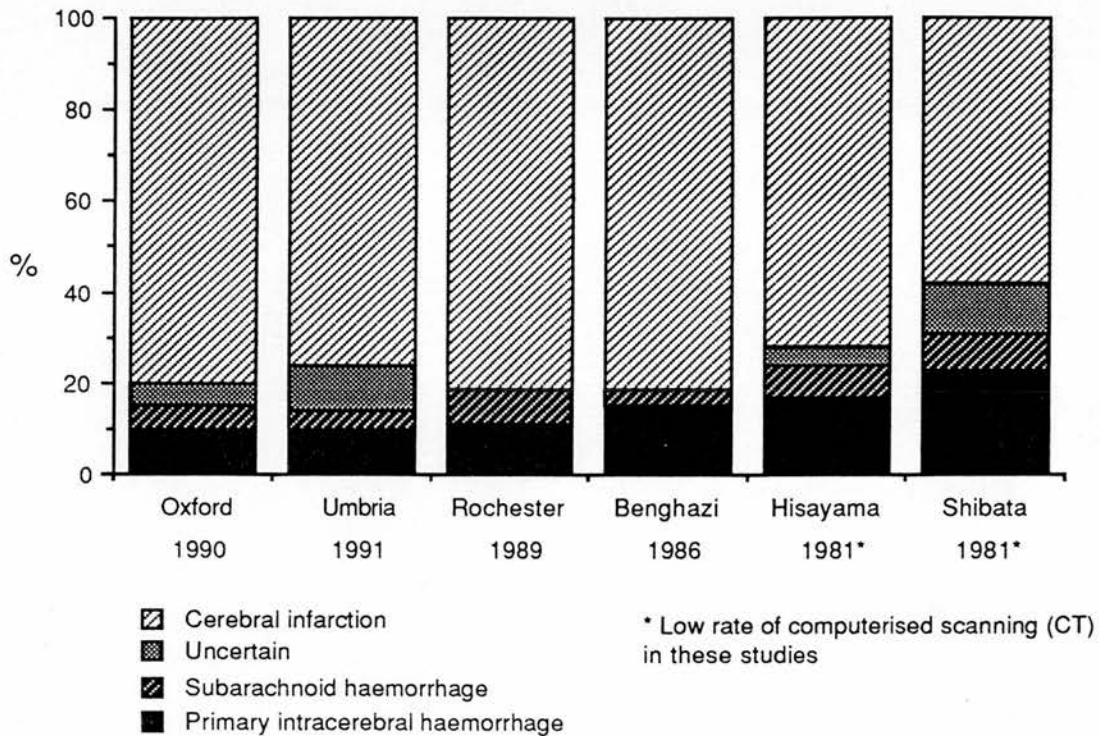 100
80
60
%
40
20
0
Oxford Umbria Rochester Benghazi Hisayama Shibata
1990 1991 1989 1986 1981* 1981*
Cerebral infarction
Uncertain
Subarachnoid haemorrhage
Primary intracerebral haemorrhage
* Low rate of computerised scanning (CT)
in these studies